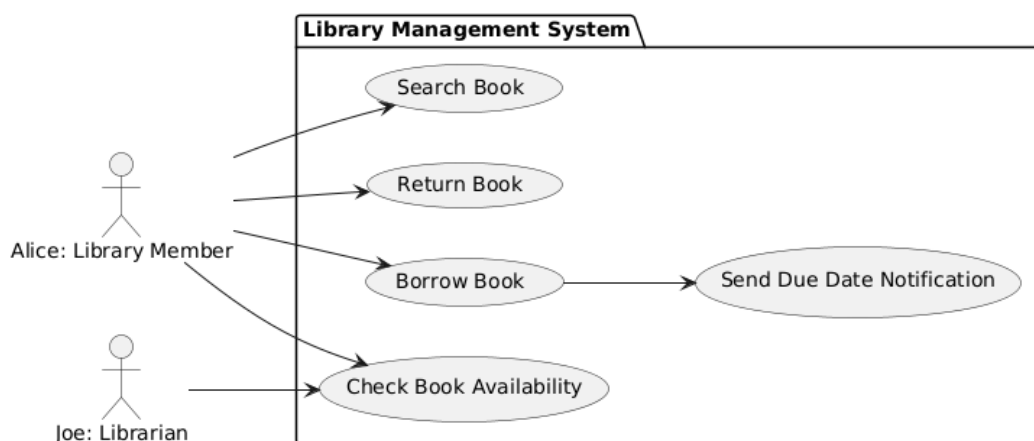 Library Management System
Search Book
Return Book
Alice: Library Member
Borrow Book
Send Due Date Notification
Check Book Availability
Joe: Librarian